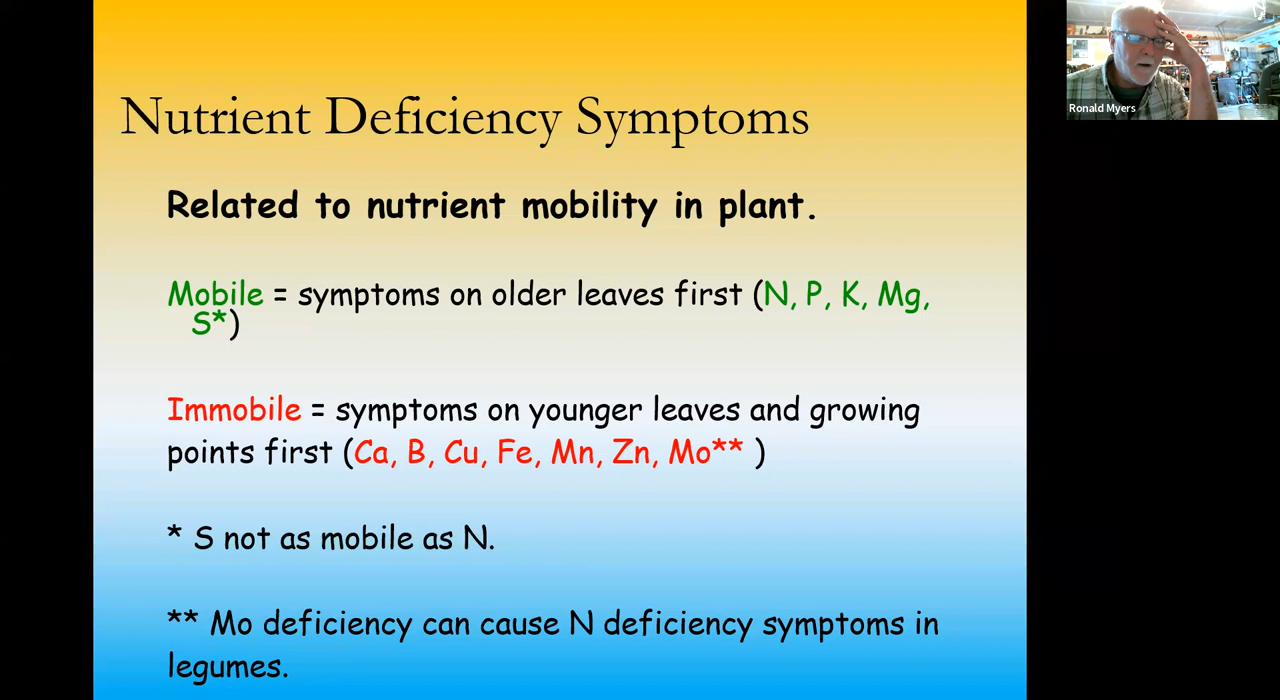 Nutrient Deficiency Symptoms
Related to nutrient mobility in plant.
Mobile = symptoms on older leaves first (N, P, K, Mg,
S*)
Immobile = symptoms on younger leaves and growing
points first (Ca, B, Cu, Fe, Mn, Zn, Mo** )
* S not as mobile as N.
** Mo deficiency can cause N deficiency symptoms in
legumes.
Ronald Myers